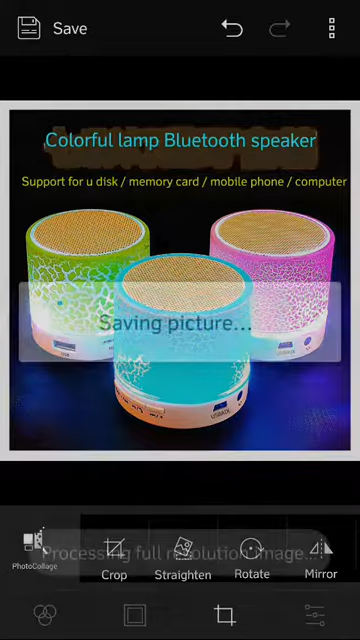 Save
Colorful lamp Bluetooth speaker
Support for u disk / memory card / mobile phone / computer
Saving picture...
Processing full resolution image...
PhotoCollage
Crop
Straighten
Rotate
Mirror